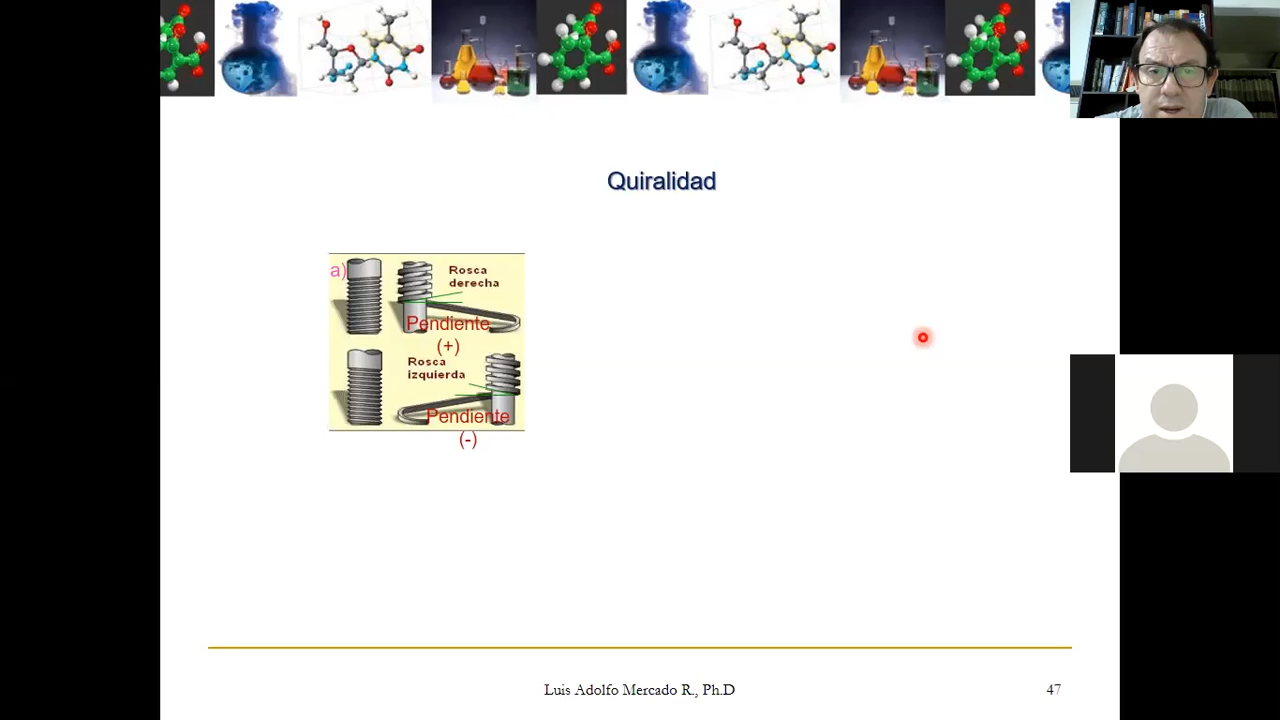 Quiralidad
a)
Rosca
derecha
Pendiente
(+)
Rosca
izquierda
Pendiente
(-)
Luis Adolfo Mercado R., Ph.D
47